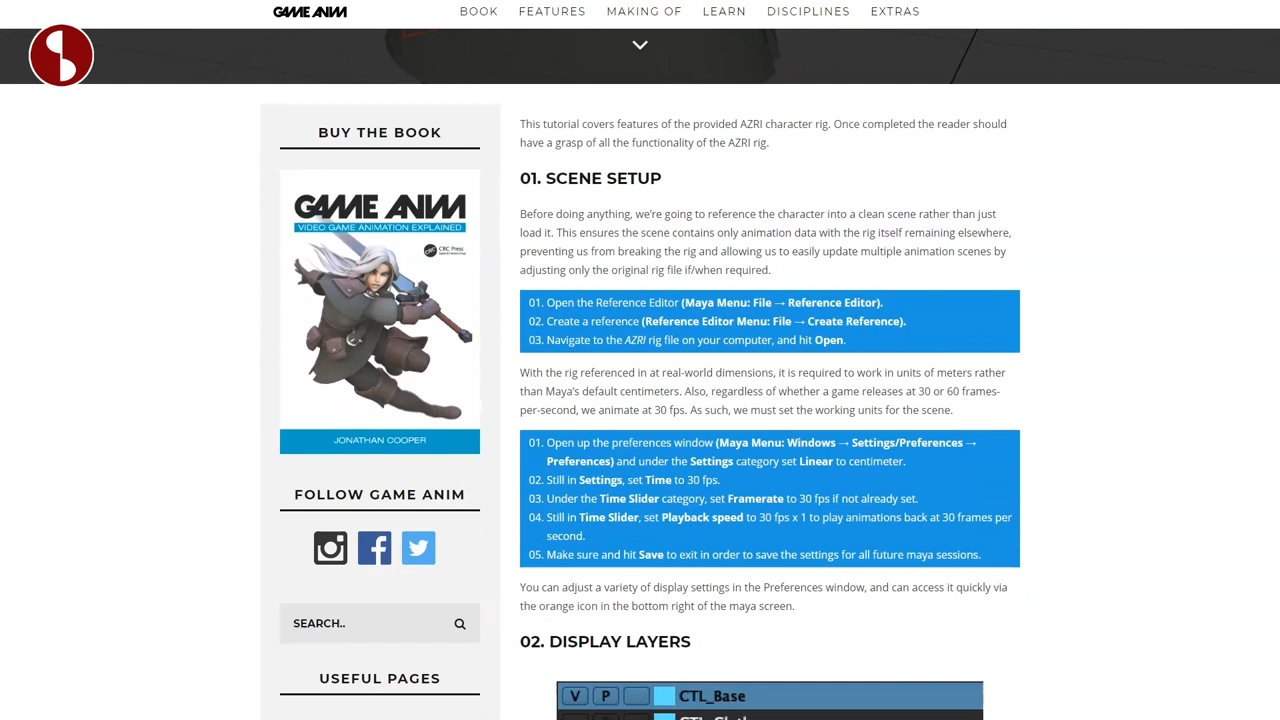 GAME ANIM
BOOK FEATURES MAKING OF LEARN DISCIPLINES EXTRAS
BUY THE BOOK
GAME ANIM
VIDEO GAME ANIMATION EXPLAINED
CRC Press
JONATHAN COOPER
FOLLOW GAME ANIM
SEARCH..
USEFUL PAGES
This tutorial covers features of the provided AZRI character rig. Once completed the reader should
have a grasp of all the functionality of the AZRI rig.
01. SCENE SETUP
Before doing anything, we're going to reference the character into a clean scene rather than just
load it. This ensures the scene contains only animation data with the rig itself remaining elsewhere,
preventing us from breaking the rig and allowing us to easily update multiple animation scenes by
adjusting only the original rig file if/when required.
01. Open the Reference Editor (Maya Menu: File → Reference Editor).
02. Create a reference (Reference Editor Menu: File → Create Reference).
03. Navigate to the AZRI rig file on your computer, and hit Open.
With the rig referenced in at real-world dimensions, it is required to work in units of meters rather
than Maya's default centimeters. Also, regardless of whether a game releases at 30 or 60 frames-
per-second, we animate at 30 fps. As such, we must set the working units for the scene.
01. Open up the preferences window (Maya Menu: Windows → Settings/Preferences →
Preferences) and under the Settings category set Linear to centimeter.
02. Still in Settings, set Time to 30 fps.
03. Under the Time Slider category, set Framerate to 30 fps if not already set.
04. Still in Time Slider, set Playback speed to 30 fps x 1 to play animations back at 30 frames per
second.
05. Make sure and hit Save to exit in order to save the settings for all future maya sessions.
You can adjust a variety of display settings in the Preferences window, and can access it quickly via
the orange icon in the bottom right of the maya screen.
02. DISPLAY LAYERS
V P CTL_Base